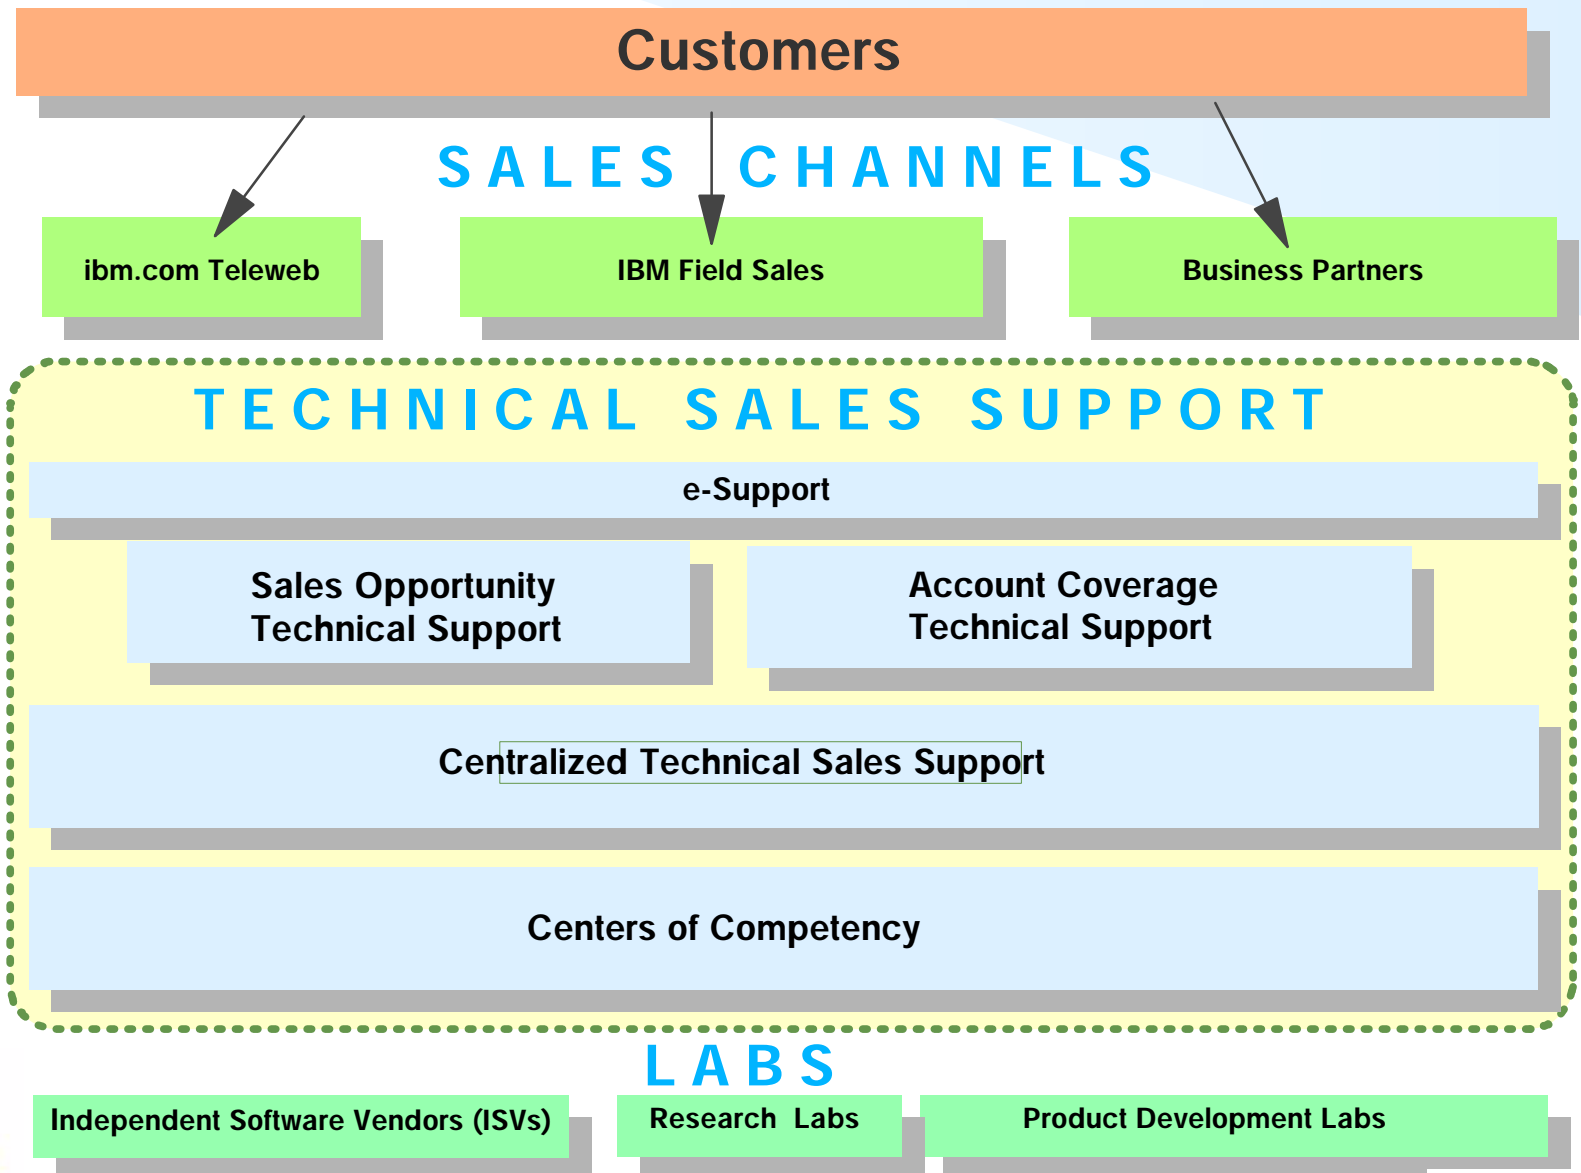 Customers
SALES CHANNELS
ibm.com Teleweb
IBM Field Sales
Business Partners
TECHNICAL SALES SUPPORT
e-Support
Sales Opportunity
Technical Support
Account Coverage
Technical Support
Centralized Technical Sales Support
Centers of Competency
LABS
Independent Software Vendors (ISVs)
Research Labs
Product Development Labs